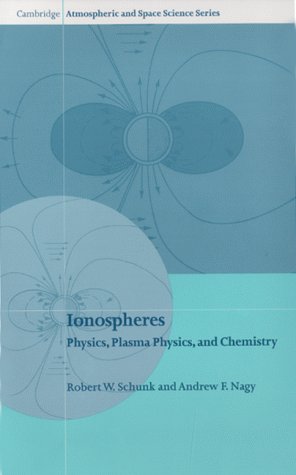 Cambridge Atmospheric and Space Science Series
Ionospheres
Physics, Plasma Physics, and Chemistry
Robert W. Schunk and Andrew F. Nagy